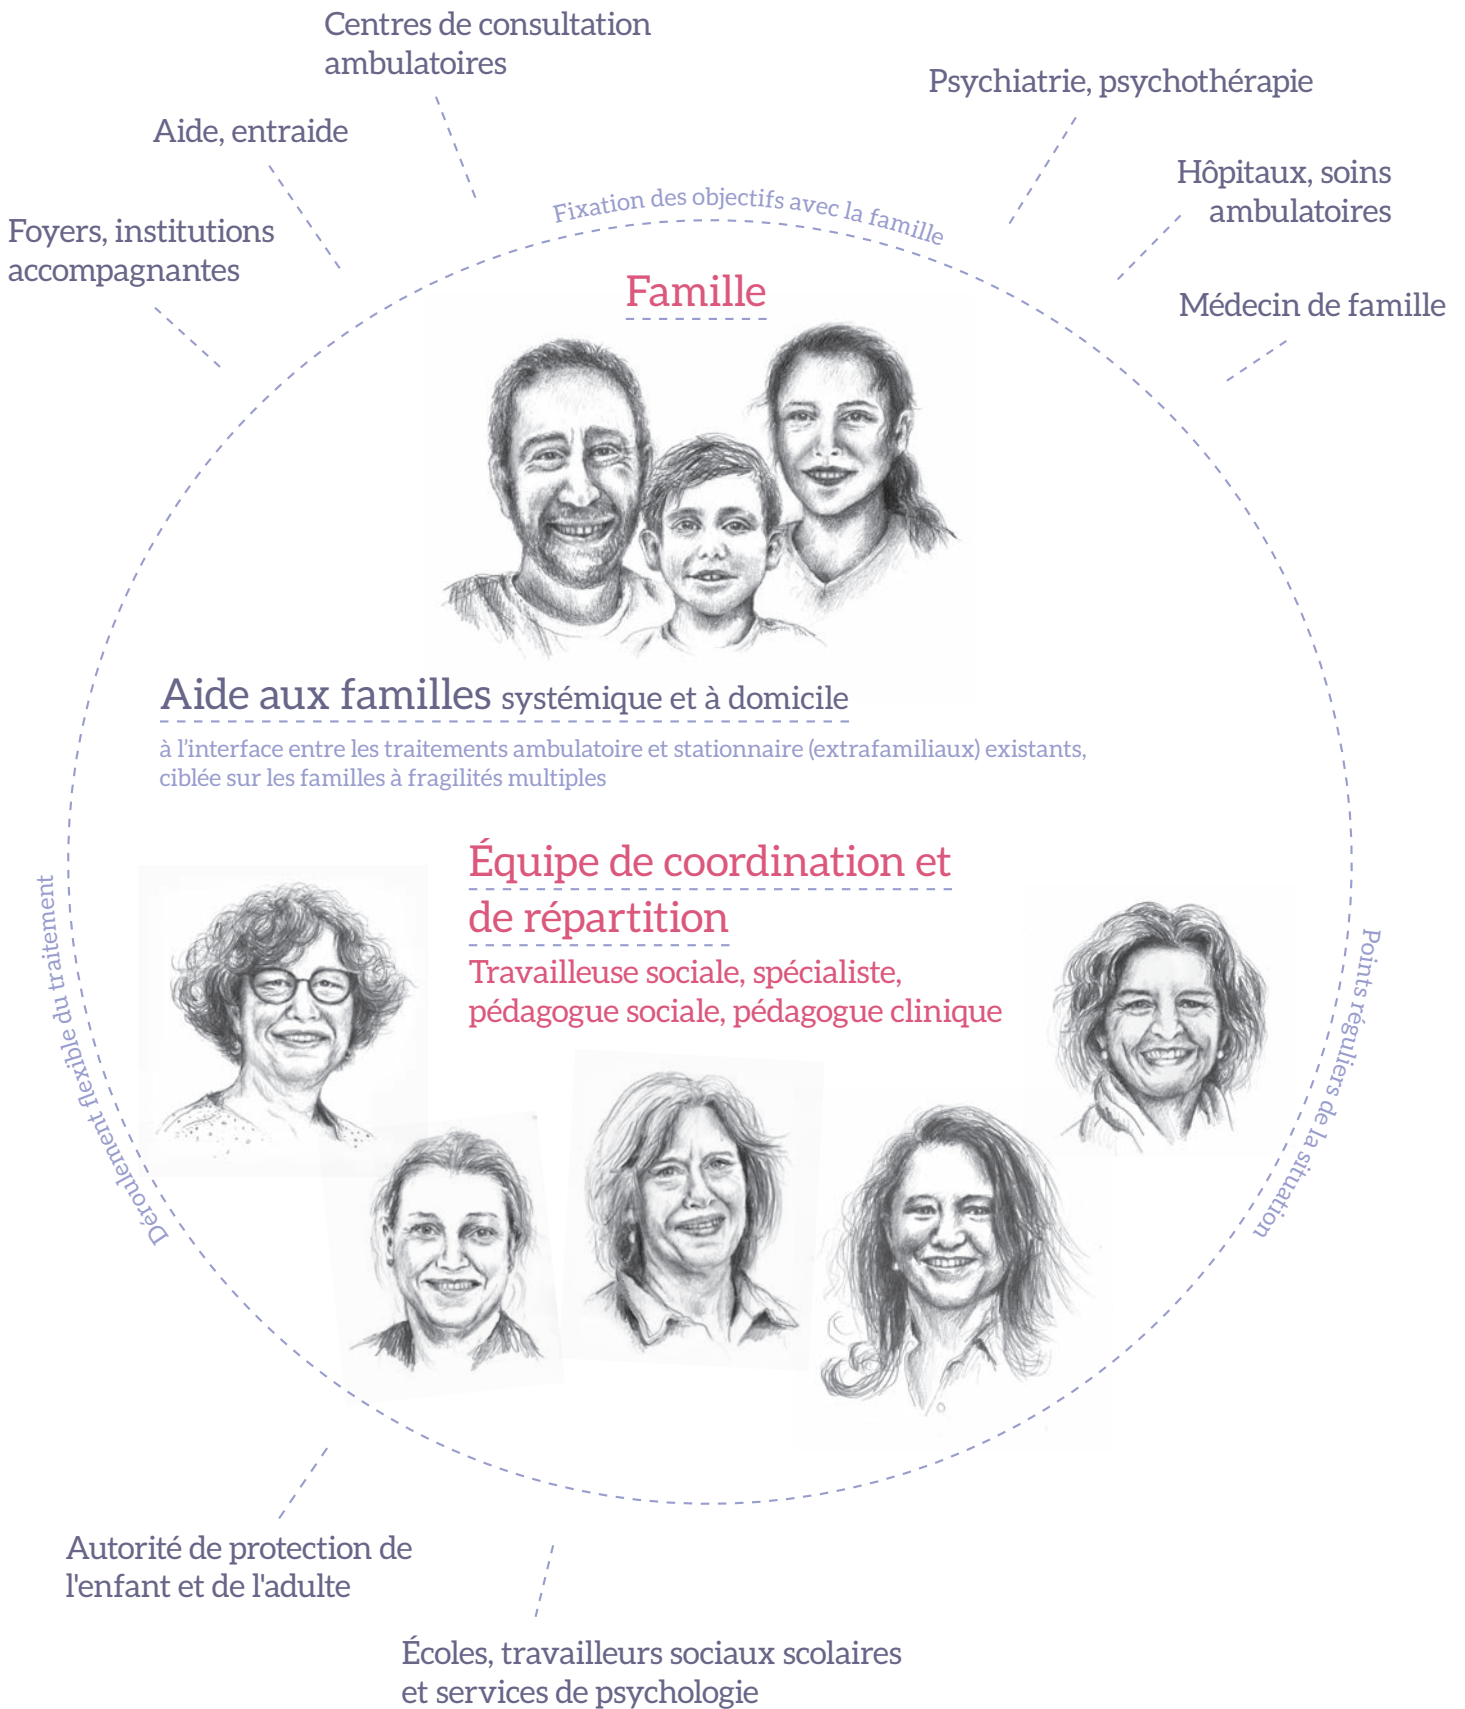 Centres de consultation
ambulatoires
Psychiatrie, psychothérapie
Aide, entraide
Hôpitaux, soins
ambulatoires
Foyers, institutions
accompagnantes
Médecin de famille
Fixation des objectifs avec la famille
Famille
Aide aux familles systémique et à domicile
à l’interface entre les traitements ambulatoire et stationnaire (extrafamiliaux) existants,
ciblée sur les familles à fragilités multiples
Équipe de coordination et
de répartition
Travailleuse sociale, spécialiste,
pédagogue sociale, pédagogue clinique
Déroulement flexible du traitement
Points réguliers de la situation
Autorité de protection de
l'enfant et de l'adulte
Écoles, travailleurs sociaux scolaires
et services de psychologie